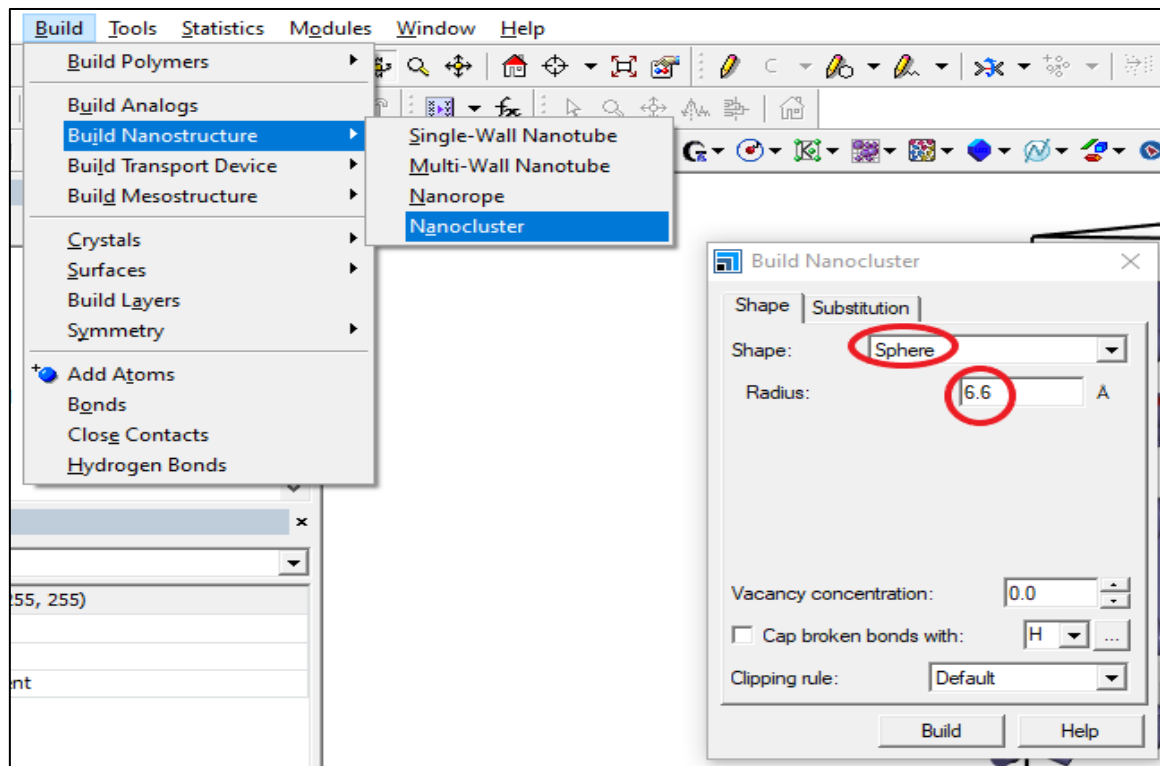 Build Tools Statistics Modules Window Help
Build Polymers
Build Analogs
Build Nanostructure
Build Transport Device
Build Mesostructure
Crystals
Surfaces
Build Layers
Symmetry
Add Atoms
Bonds
Close Contacts
Hydrogen Bonds
Single-Wall Nanotube
Multi-Wall Nanotube
Nanorope
Nanocluster
Build Nanocluster
Shape Substitution
Shape: Sphere
Radius: 6.6 Å
Vacancy concentration: 0.0
Cap broken bonds with: H ...
Clipping rule: Default
Build Help
255, 255)